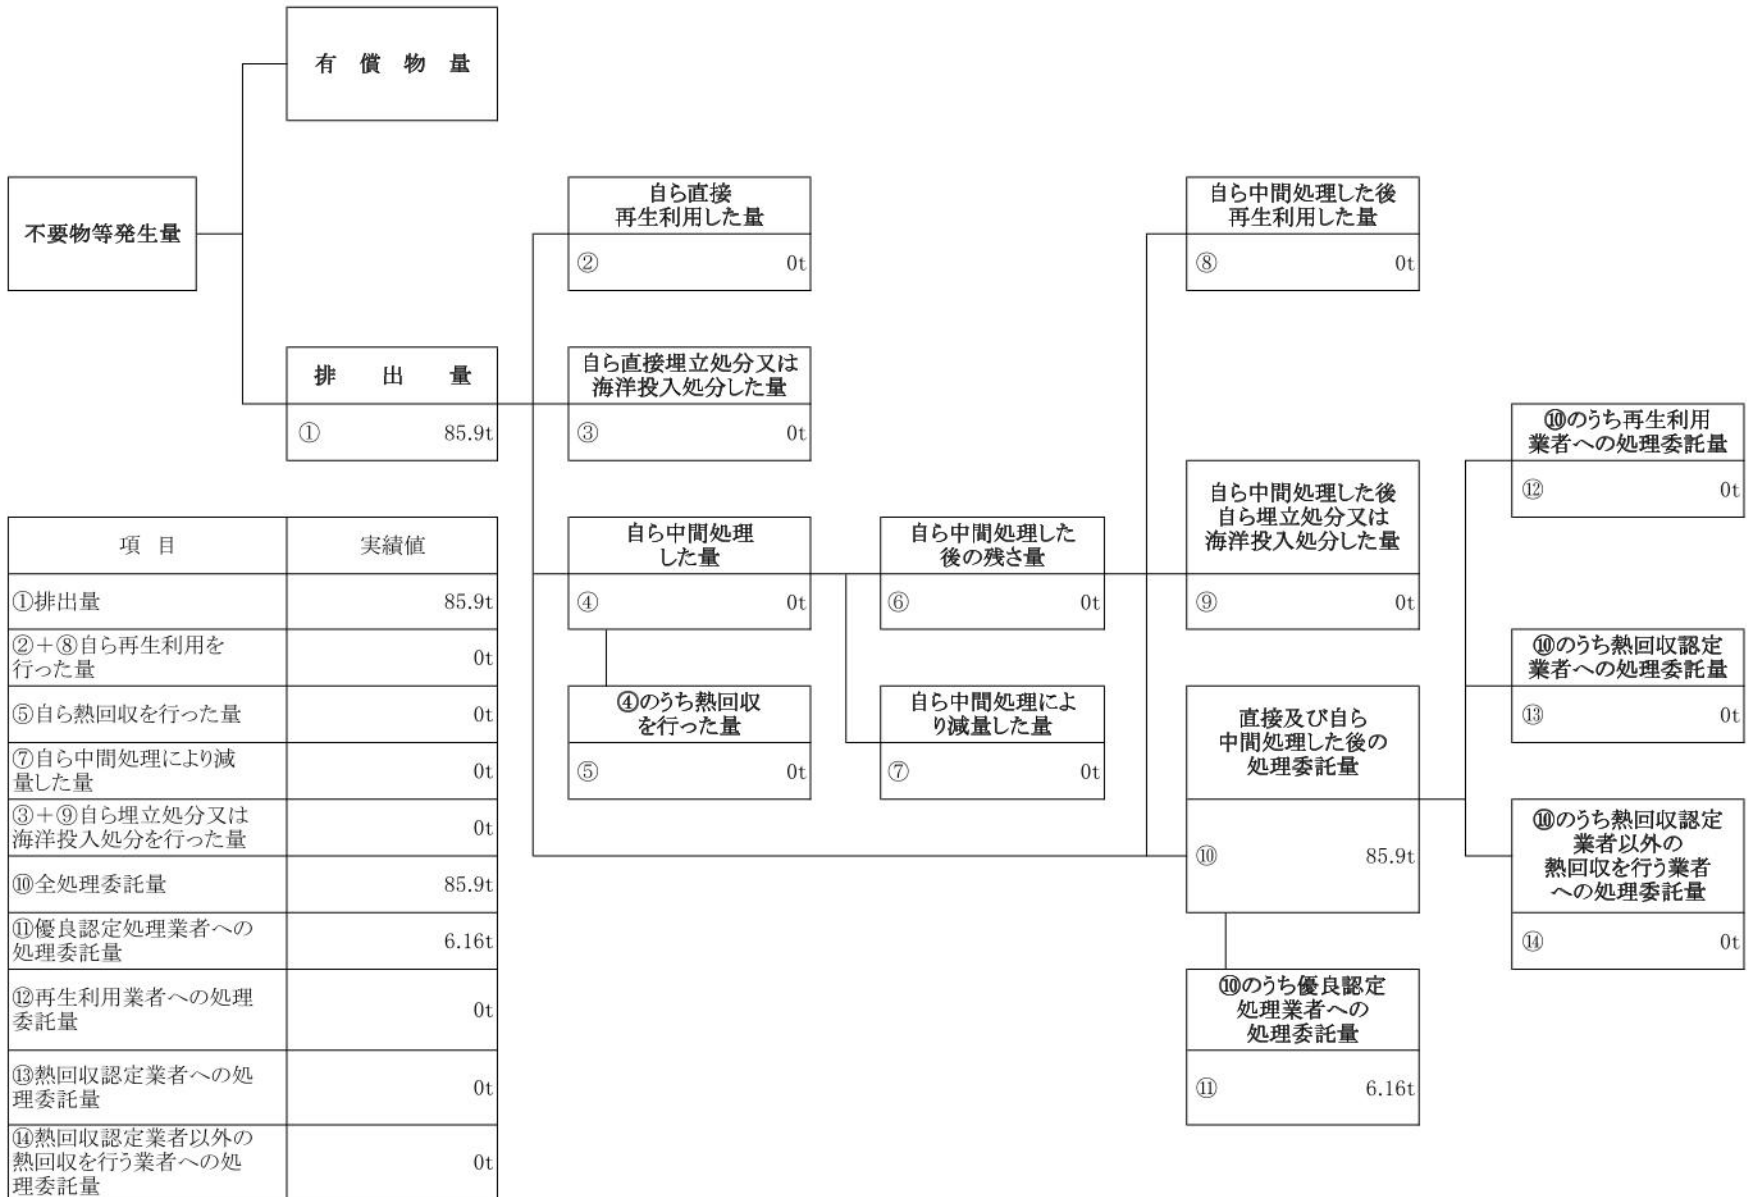 有 償 物 量
不要物等発生量
自ら直接
再生利用した量
② 0t
自ら中間処理した後
再生利用した量
⑧ 0t
排 出 量
① 85.9t
自ら直接埋立処分又は
海洋投入処分した量
③ 0t
⑩のうち再生利用
業者への処理委託量
⑫ 0t
自ら中間処理した後
自ら埋立処分又は
海洋投入処分した量
⑨ 0t
自ら中間処理
した量
④ 0t
自ら中間処理した
後の残さ量
⑥ 0t
⑩のうち熱回収認定
業者への処理委託量
⑬ 0t
④のうち熱回収
を行った量
⑤ 0t
自ら中間処理によ
り減量した量
⑦ 0t
直接及び自ら
中間処理した後の
処理委託量
⑩ 85.9t
⑩のうち熱回収認定
業者以外の
熱回収を行う業者
への処理委託量
⑭ 0t
⑩のうち優良認定
処理業者への
処理委託量
⑪ 6.16t
項 目 実績値
①排出量 85.9t
②+⑧自ら再生利用を
行った量 0t
⑤自ら熱回収を行った量 0t
⑦自ら中間処理により減
量した量 0t
③+⑨自ら埋立処分又は
海洋投入処分を行った量 0t
⑩全処理委託量 85.9t
⑪優良認定処理業者への
処理委託量 6.16t
⑫再生利用業者への処理
委託量 0t
⑬熱回収認定業者への処
理委託量 0t
⑭熱回収認定業者以外の
熱回収を行う業者への処
理委託量 0t